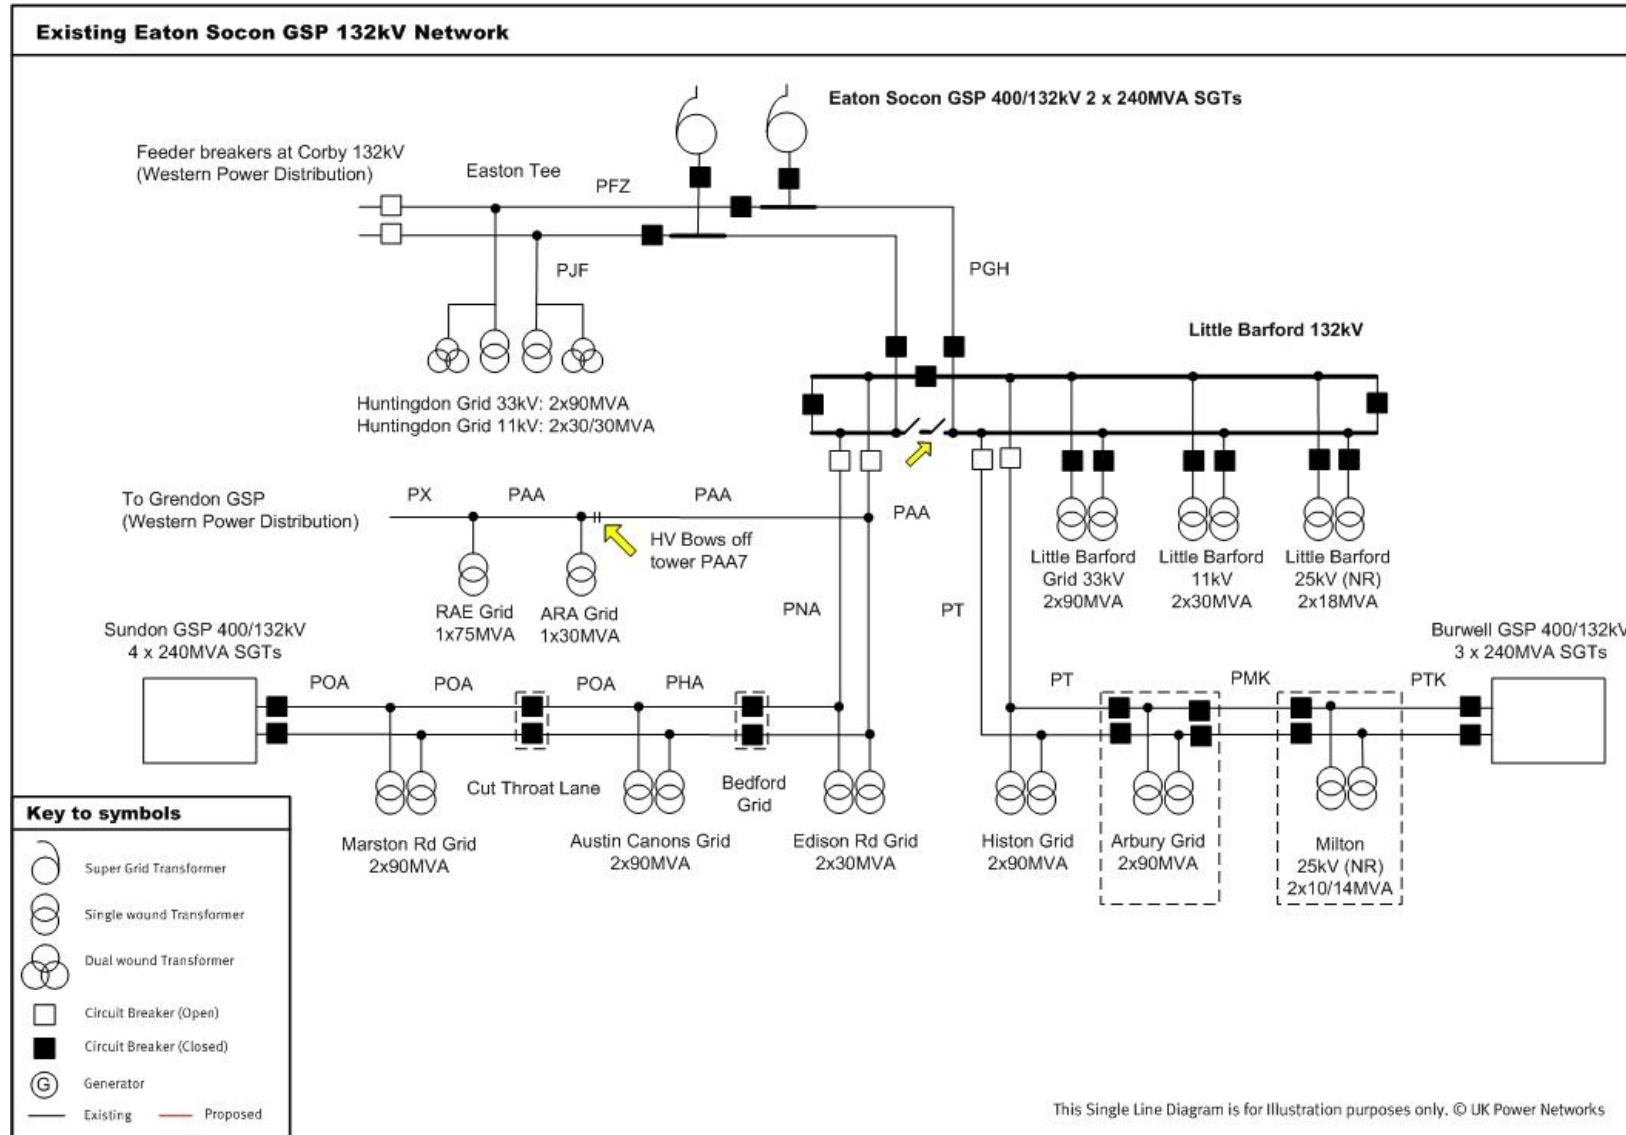 Existing Eaton Socon GSP 132kV Network
Eaton Socon GSP 400/132kV 2 x 240MVA SGTs
Feeder breakers at Corby 132kV
(Western Power Distribution)
Easton Tee
PFZ
PJF
PGH
Little Barford 132kV
Huntingdon Grid 33kV: 2x90MVA
Huntingdon Grid 11kV: 2x30/30MVA
To Grendon GSP
(Western Power Distribution)
PX
PAA
PAA
PAA
HV Bows off
tower PAA7
RAE Grid
1x75MVA
ARA Grid
1x30MVA
Little Barford
Grid 33kV
2x90MVA
Little Barford
11kV
2x30MVA
Little Barford
25kV (NR)
2x18MVA
PNA
PT
Sundon GSP 400/132kV
4 x 240MVA SGTs
Burwell GSP 400/132kV
3 x 240MVA SGTs
POA
POA
POA
PHA
PT
PMK
PTK
Cut Throat Lane
Bedford
Grid
Marston Rd Grid
2x90MVA
Austin Canons Grid
2x90MVA
Edison Rd Grid
2x30MVA
Histon Grid
2x90MVA
Arbury Grid
2x90MVA
Milton
25kV (NR)
2x10/14MVA
Key to symbols
Super Grid Transformer
Single wound Transformer
Dual wound Transformer
Circuit Breaker (Open)
Circuit Breaker (Closed)
G Generator
Existing Proposed
This Single Line Diagram is for Illustration purposes only. © UK Power Networks